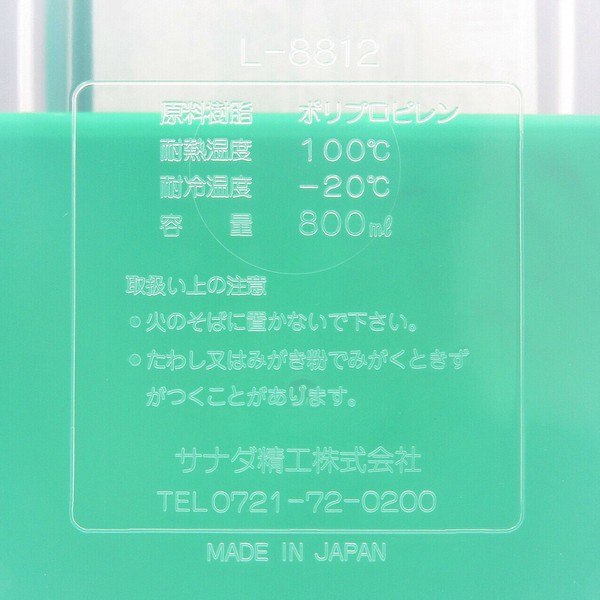 L-8812
原料樹脂 ポリプロピレン
耐熱温度 100℃
耐冷温度 -20℃
容量 800㎖
取扱い上の注意
◎火のそばに置かないで下さい。
◎たわし又はみがき粉でみがくときず
がつくことがあります。
サナダ精工株式会社
TEL0721-72-0200
MADE IN JAPAN